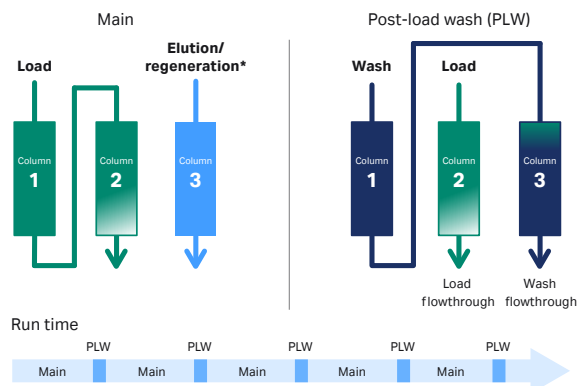 Main
Load
Elution/
regeneration*
Column
1
Column
2
Column
3
Post-load wash (PLW)
Wash
Load
Column
1
Column
2
Column
3
Load
flowthrough
Wash
flowthrough
Run time
PLW
PLW
PLW
PLW
PLW
Main
Main
Main
Main
Main